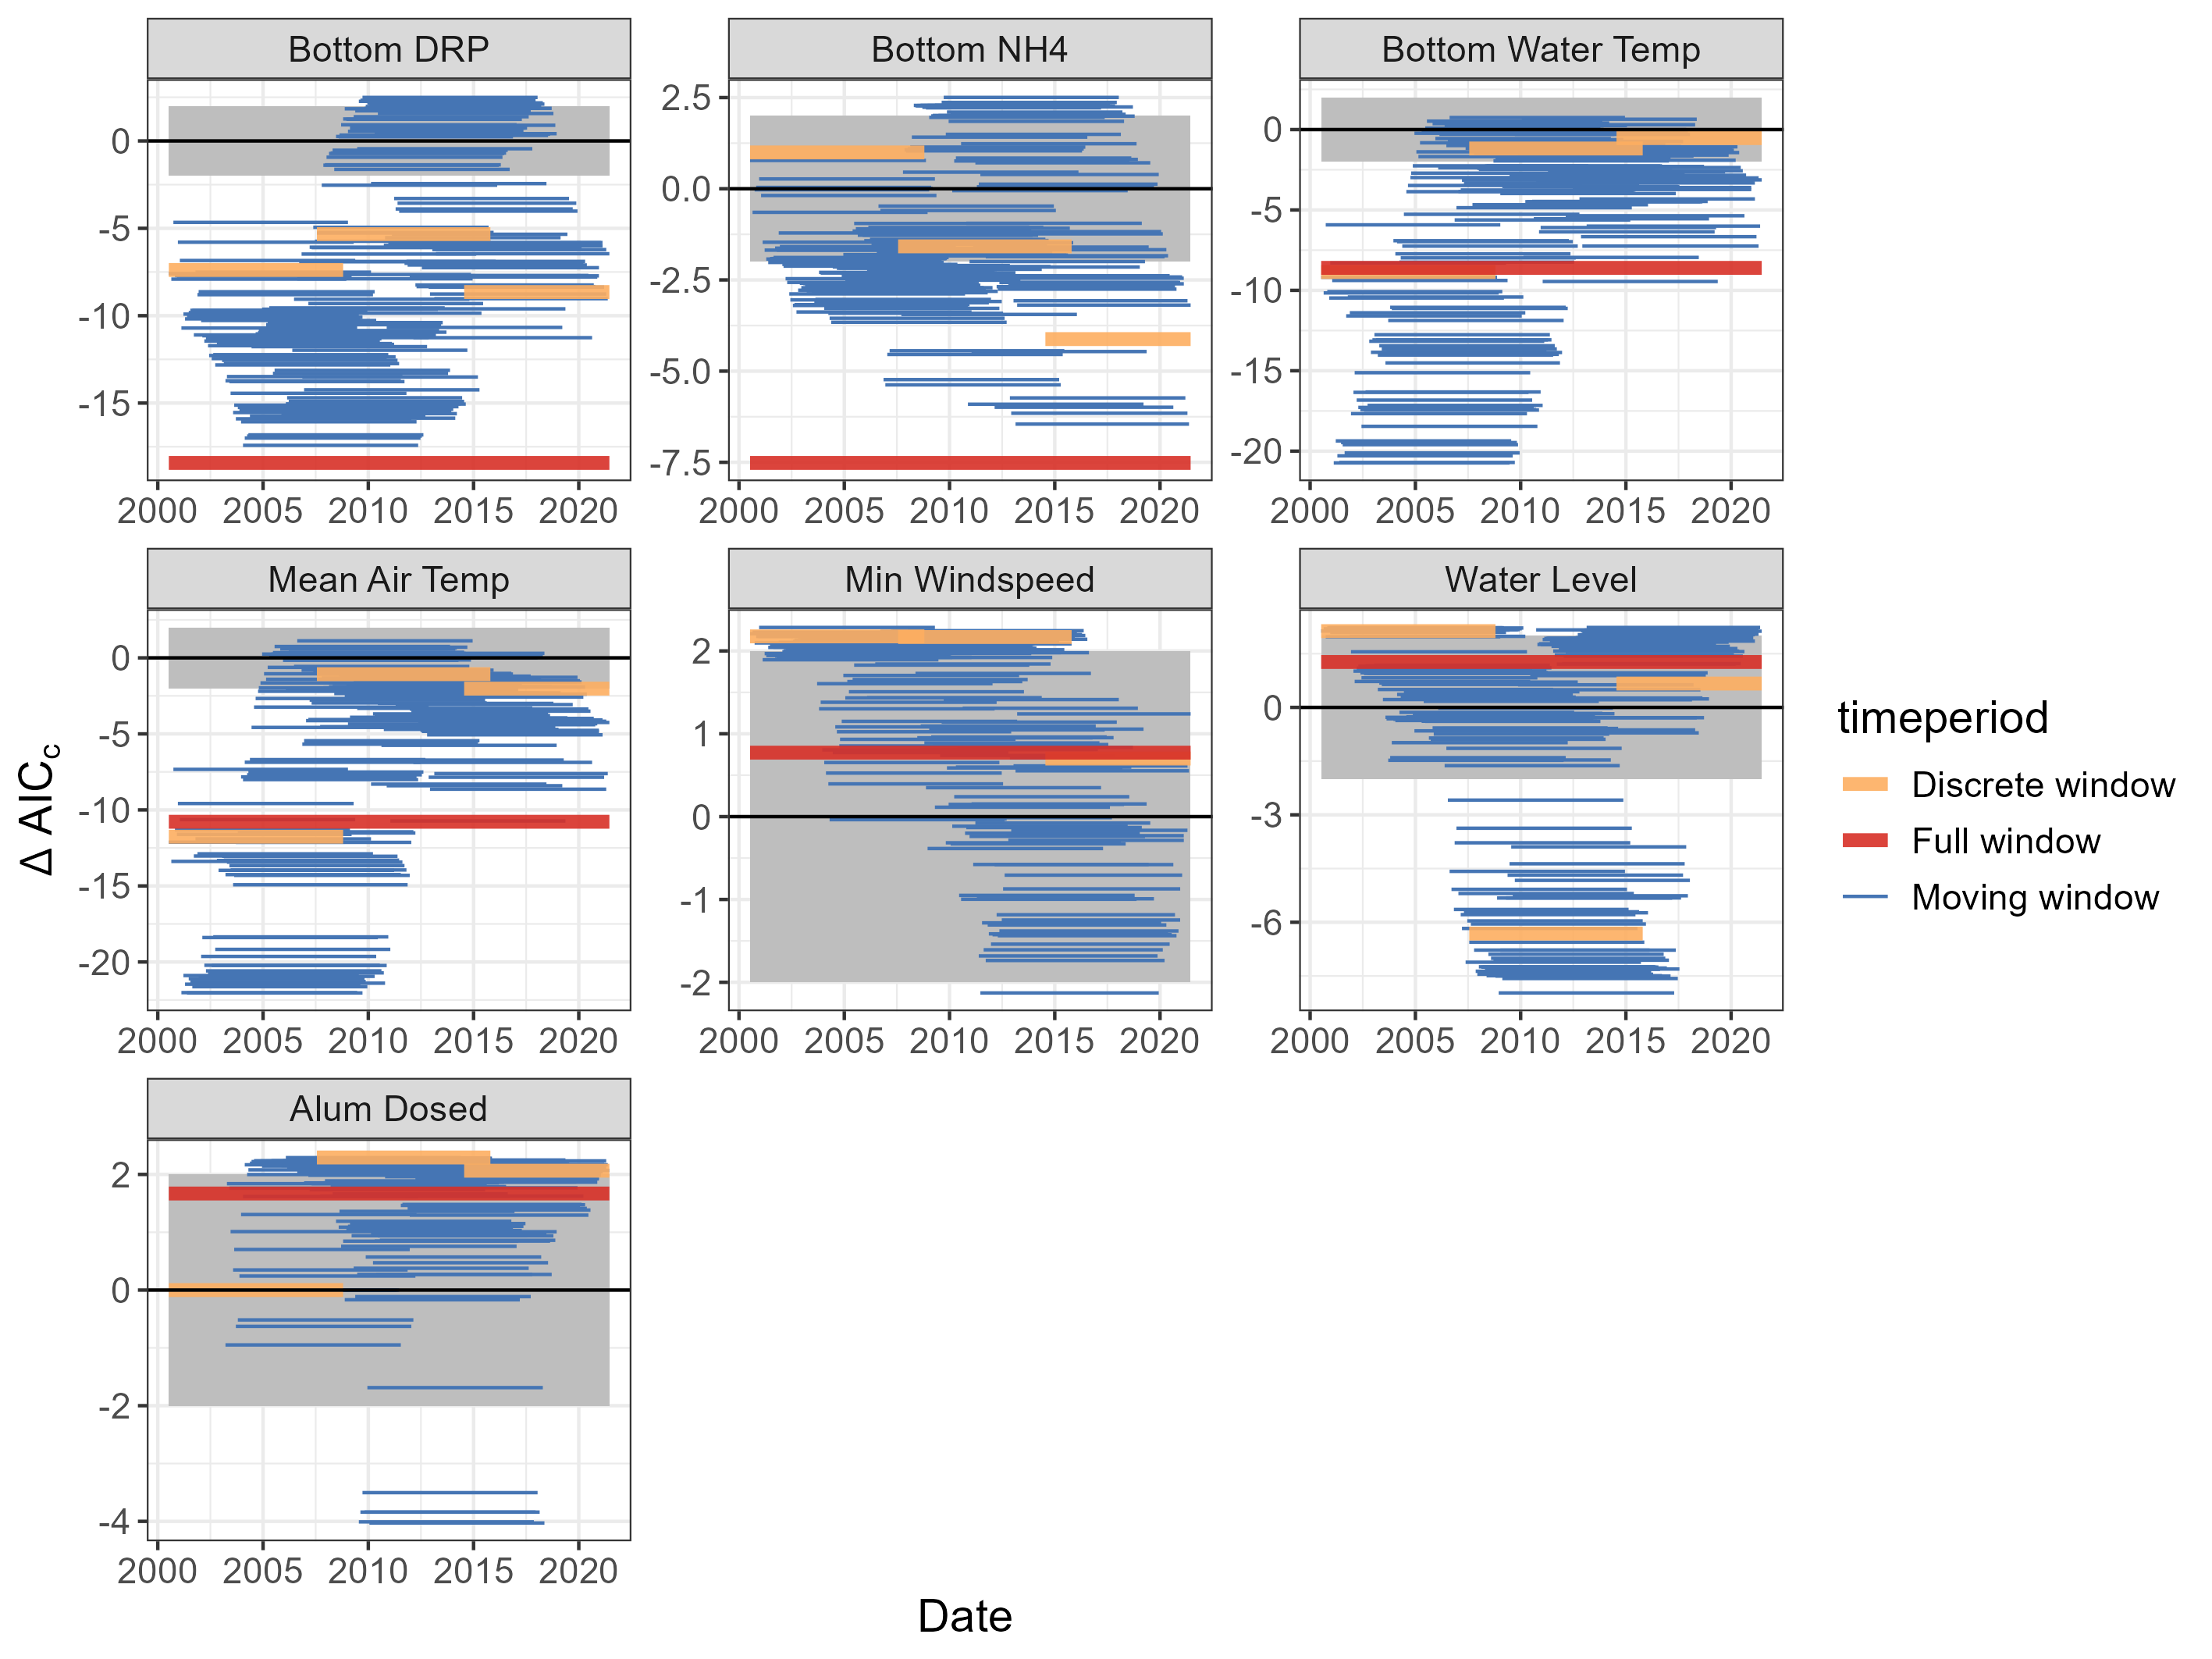 Bottom DRP
Bottom NH4
Bottom Water Temp
0
-5
-10
-15
2.5
0.0
-2.5
-5.0
-7.5
0
-5
-10
-15
-20
2000 2005 2010 2015 2020
2000 2005 2010 2015 2020
2000 2005 2010 2015 2020
Mean Air Temp
Min Windspeed
Water Level
0
-5
-10
-15
-20
2
1
0
-1
-2
0
-3
-6
2000 2005 2010 2015 2020
2000 2005 2010 2015 2020
2000 2005 2010 2015 2020
Alum Dosed
2
0
-2
-4
2000 2005 2010 2015 2020
Δ AICc
Date
timeperiod
Discrete window
Full window
Moving window